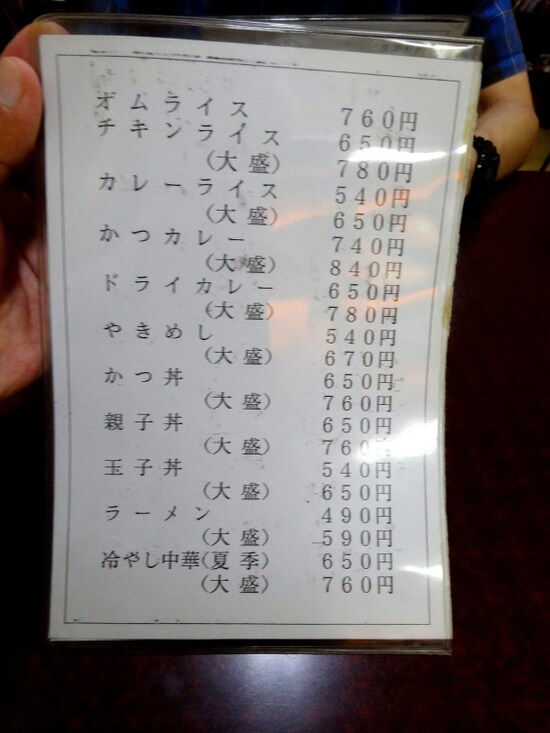 オムライス 760円
チキンライス 650円
(大盛) 780円
カレーライス 540円
(大盛) 650円
かつカレー 740円
(大盛) 840円
ドライカレー 650円
(大盛) 780円
やきめし 540円
(大盛) 670円
かつ丼 650円
(大盛) 760円
親子丼 650円
(大盛) 760円
玉子丼 540円
(大盛) 650円
ラーメン 490円
(大盛) 590円
冷やし中華(夏季) 650円
(大盛) 760円